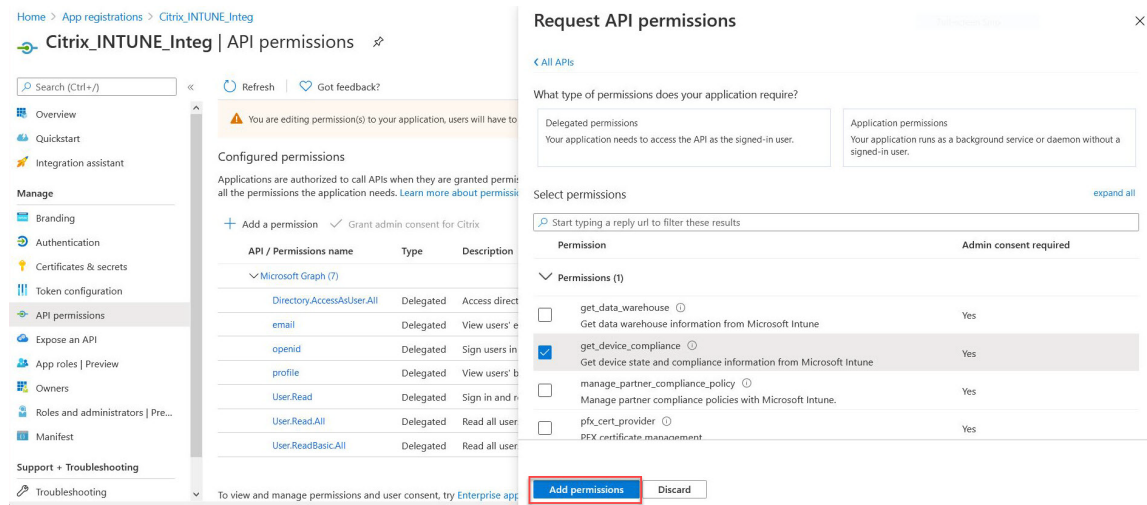 Home > App registrations > Citrix_INTUNE_Integ
Citrix_INTUNE_Integ | API permissions
Search (Ctrl+/)
«
Overview
Quickstart
Integration assistant
Manage
Branding
Authentication
Certificates & secrets
Token configuration
API permissions
Expose an API
App roles | Preview
Owners
Roles and administrators | Pre...
Manifest
Support + Troubleshooting
Troubleshooting
Refresh
Got feedback?
You are editing permission(s) to your application, users will have to
Configured permissions
Applications are authorized to call APIs when they are granted permis
all the permissions the application needs. Learn more about permissio
Add a permission Grant admin consent for Citrix
API / Permissions name Type Description
Microsoft Graph (7)
Directory.AccessAsUser.All Delegated Access direct
email Delegated View users' e
openid Delegated Sign users in
profile Delegated View users' b
User.Read Delegated Sign in and r
User.Read.All Delegated Read all user
User.ReadBasic.All Delegated Read all user
To view and manage permissions and user consent, try Enterprise app
Request API permissions
All APIs
What type of permissions does your application require?
Delegated permissions
Your application needs to access the API as the signed-in user.
Application permissions
Your application runs as a background service or daemon without a
signed-in user.
Select permissions expand all
Start typing a reply url to filter these results
Permission Admin consent required
Permissions (1)
get_data_warehouse
Get data warehouse information from Microsoft Intune Yes
get_device_compliance
Get device state and compliance information from Microsoft Intune Yes
manage_partner_compliance_policy
Manage partner compliance policies with Microsoft Intune. Yes
pfx_cert_provider
PFX certificate management Yes
Add permissions Discard